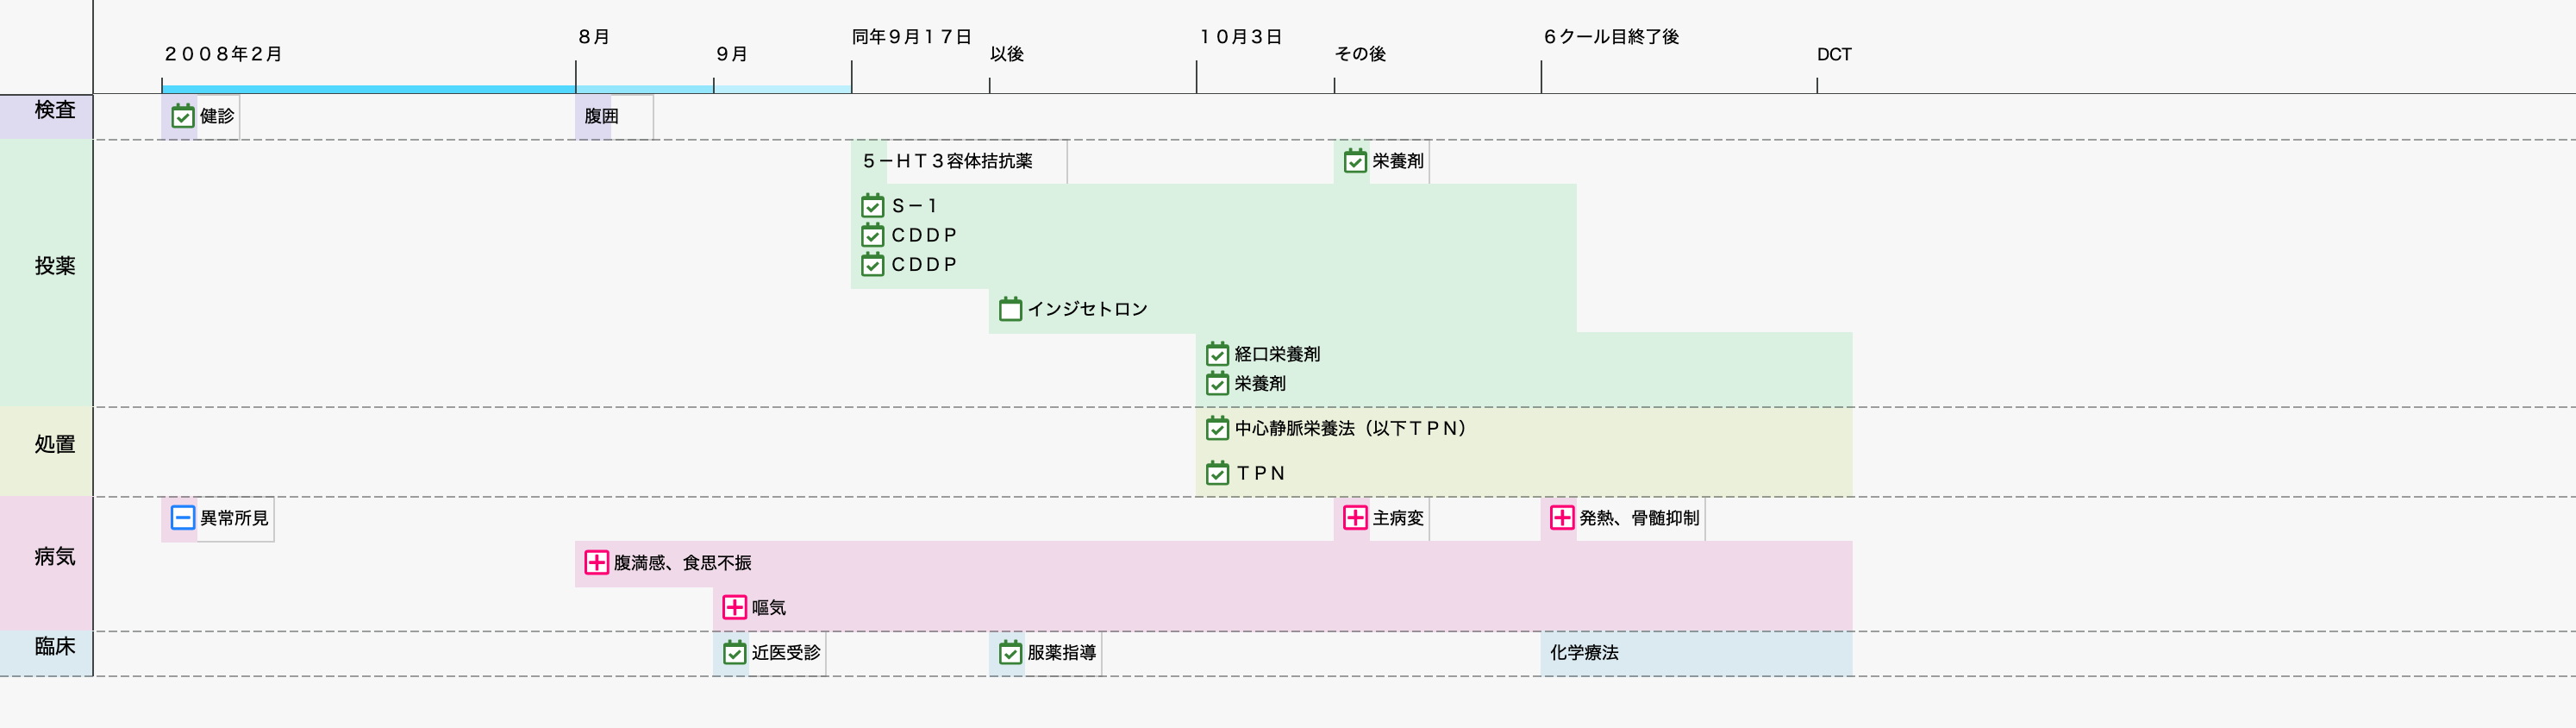 ２００８年２月
８月
９月
同年９月１７日
以後
１０月３日
その後
６クール目終了後
DCT
検査
健診
腹囲
投薬
５－ＨＴ３容体拮抗薬
栄養剤
Ｓ－１
ＣＤＤＰ
ＣＤＤＰ
インジセトロン
経口栄養剤
栄養剤
処置
中心静脈栄養法（以下ＴＰＮ）
ＴＰＮ
病気
異常所見
主病変
発熱、骨髄抑制
腹満感、食思不振
嘔気
臨床
近医受診
服薬指導
化学療法